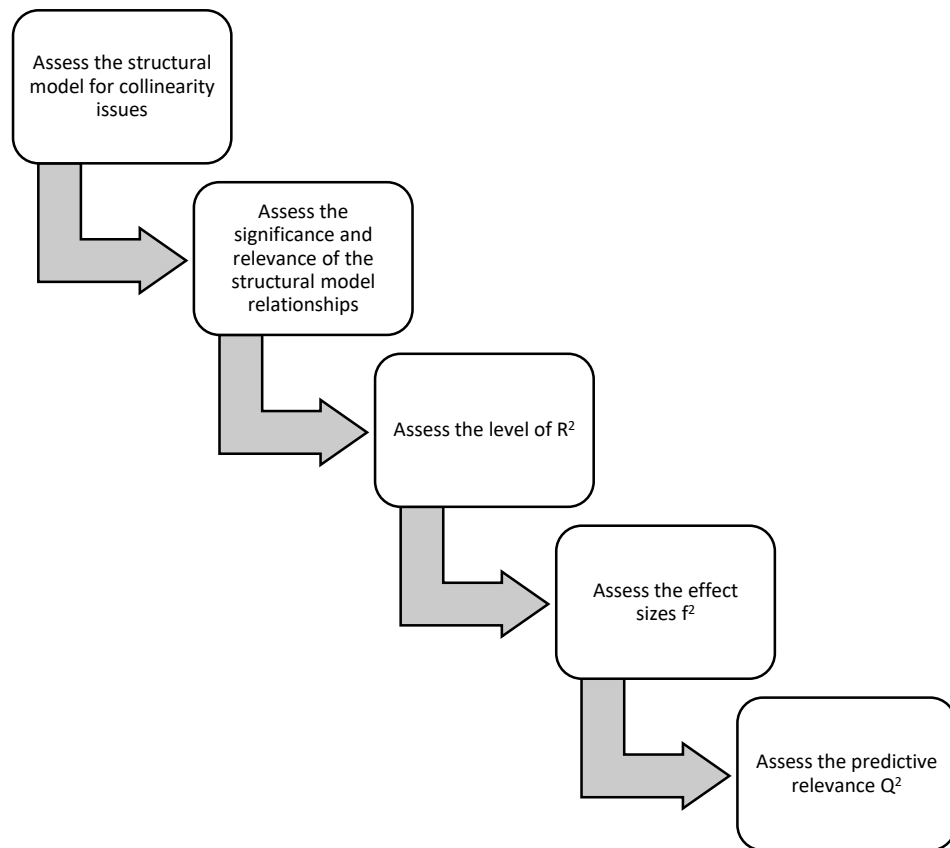 Assess the structural
model for collinearity
issues
Assess the
significance and
relevance of the
structural model
relationships
Assess the level of R²
Assess the effect
sizes f²
Assess the predictive
relevance Q²